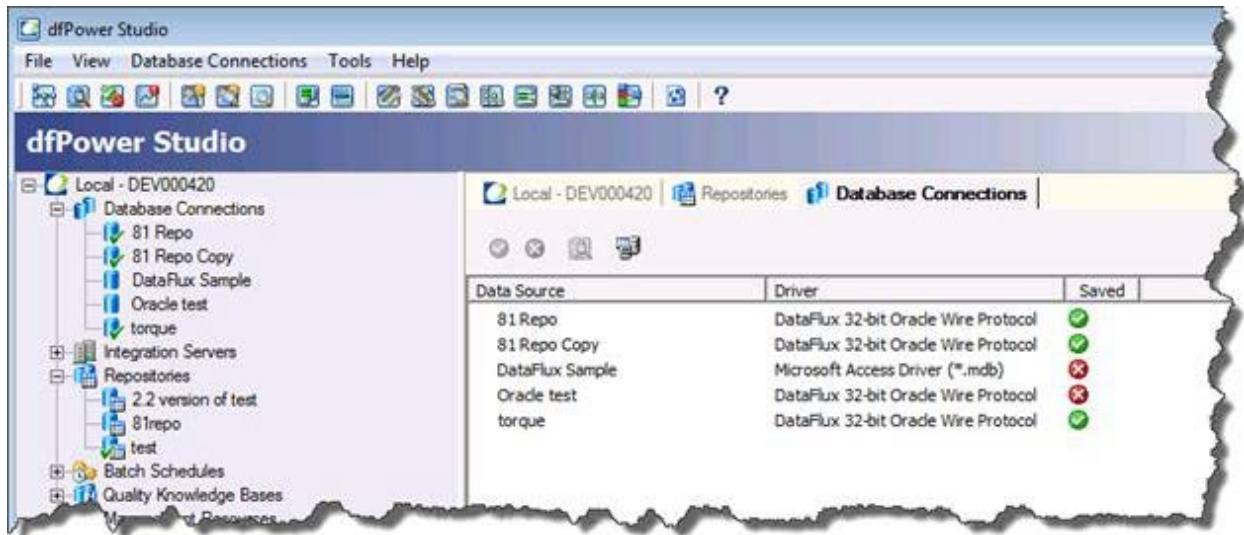 dfPower Studio
File View Database Connections Tools Help
?
dfPower Studio
Local - DEV000420
Database Connections
81 Repo
81 Repo Copy
DataFlux Sample
Oracle test
torque
Integration Servers
Repositories
2.2 version of test
81repo
test
Batch Schedules
Quality Knowledge Bases
Local - DEV000420 Repositories Database Connections
Data Source Driver Saved
81 Repo DataFlux 32-bit Oracle Wire Protocol
81 Repo Copy DataFlux 32-bit Oracle Wire Protocol
DataFlux Sample Microsoft Access Driver (*.mdb)
Oracle test DataFlux 32-bit Oracle Wire Protocol
torque DataFlux 32-bit Oracle Wire Protocol